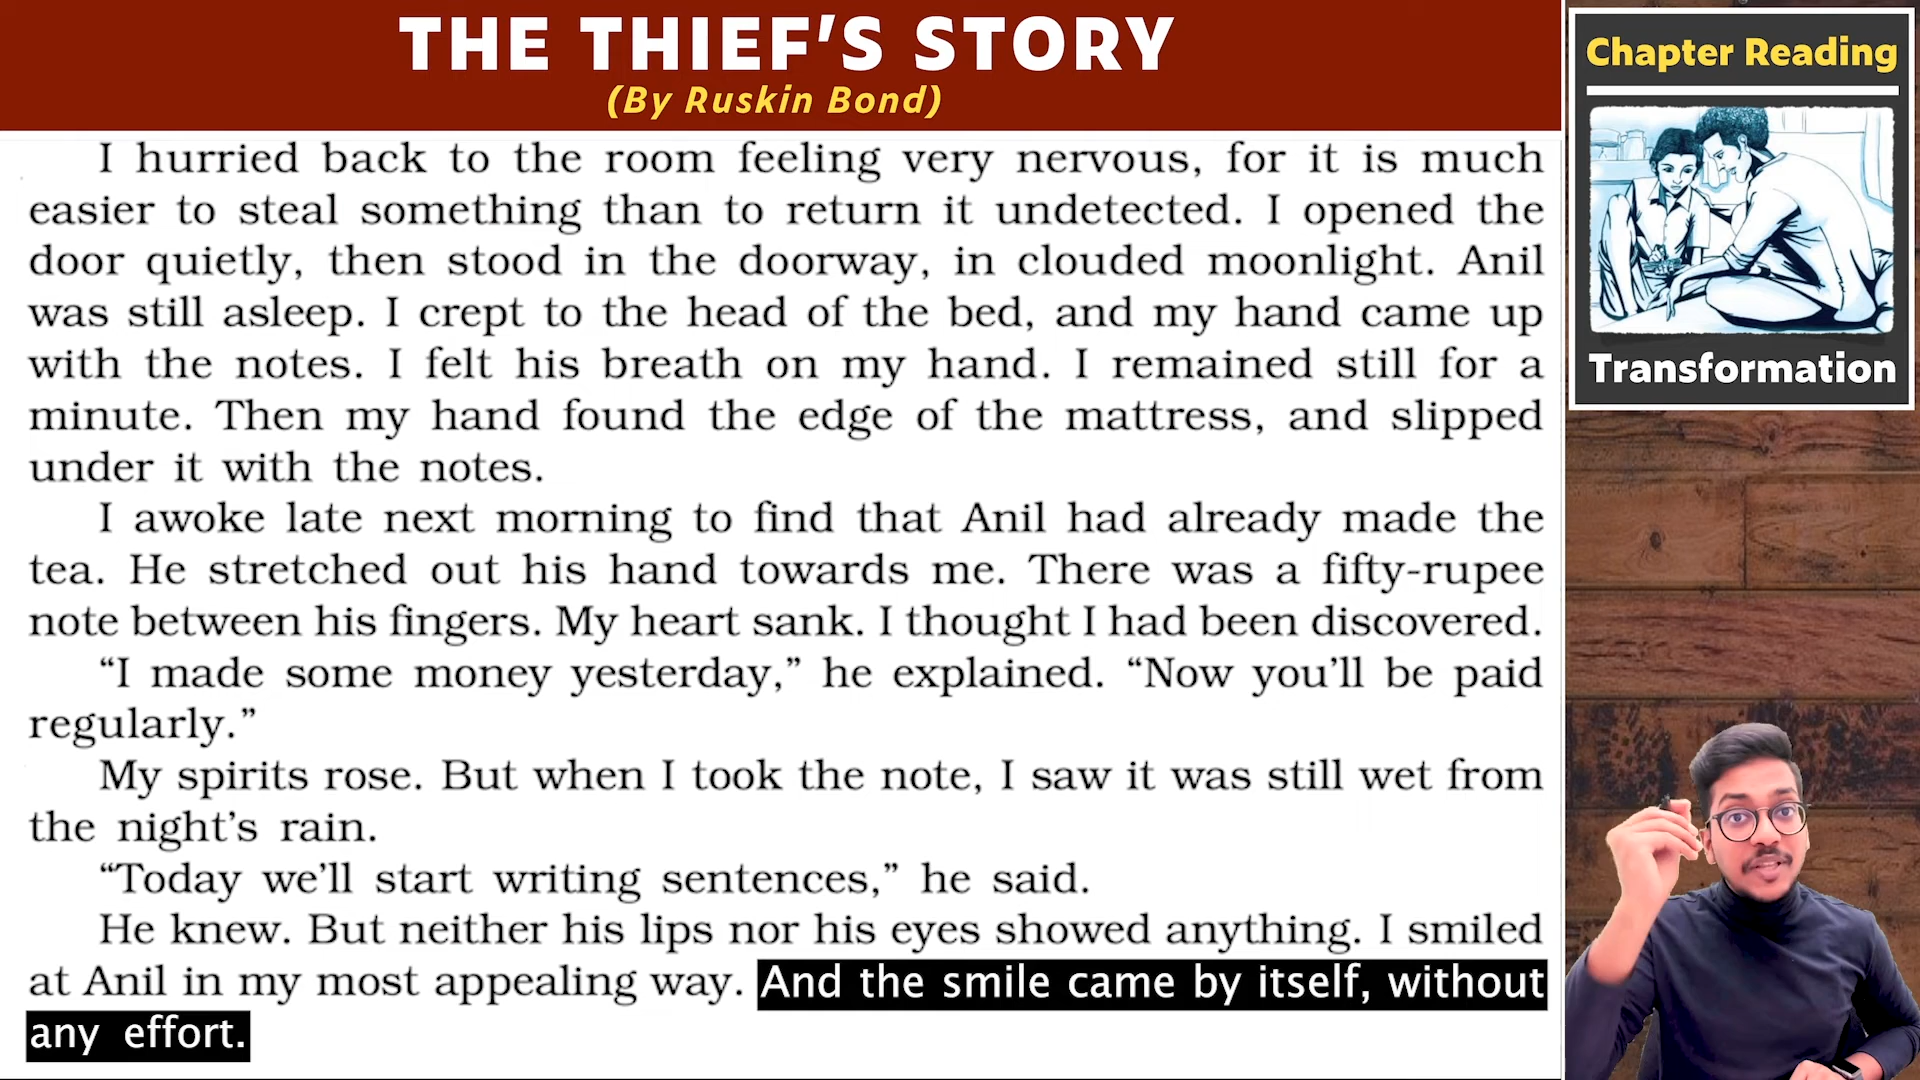 THE THIEF’S STORY
(By Ruskin Bond)
I hurried back to the room feeling very nervous, for it is much
easier to steal something than to return it undetected. I opened the
door quietly, then stood in the doorway, in clouded moonlight. Anil
was still asleep. I crept to the head of the bed, and my hand came up
with the notes. I felt his breath on my hand. I remained still for a
minute. Then my hand found the edge of the mattress, and slipped
under it with the notes.
I awoke late next morning to find that Anil had already made the
tea. He stretched out his hand towards me. There was a fifty-rupee
note between his fingers. My heart sank. I thought I had been discovered.
“I made some money yesterday,” he explained. “Now you’ll be paid
regularly.”
My spirits rose. But when I took the note, I saw it was still wet from
the night’s rain.
“Today we’ll start writing sentences,” he said.
He knew. But neither his lips nor his eyes showed anything. I smiled
at Anil in my most appealing way. And the smile came by itself, without
any effort.
Chapter Reading
Transformation